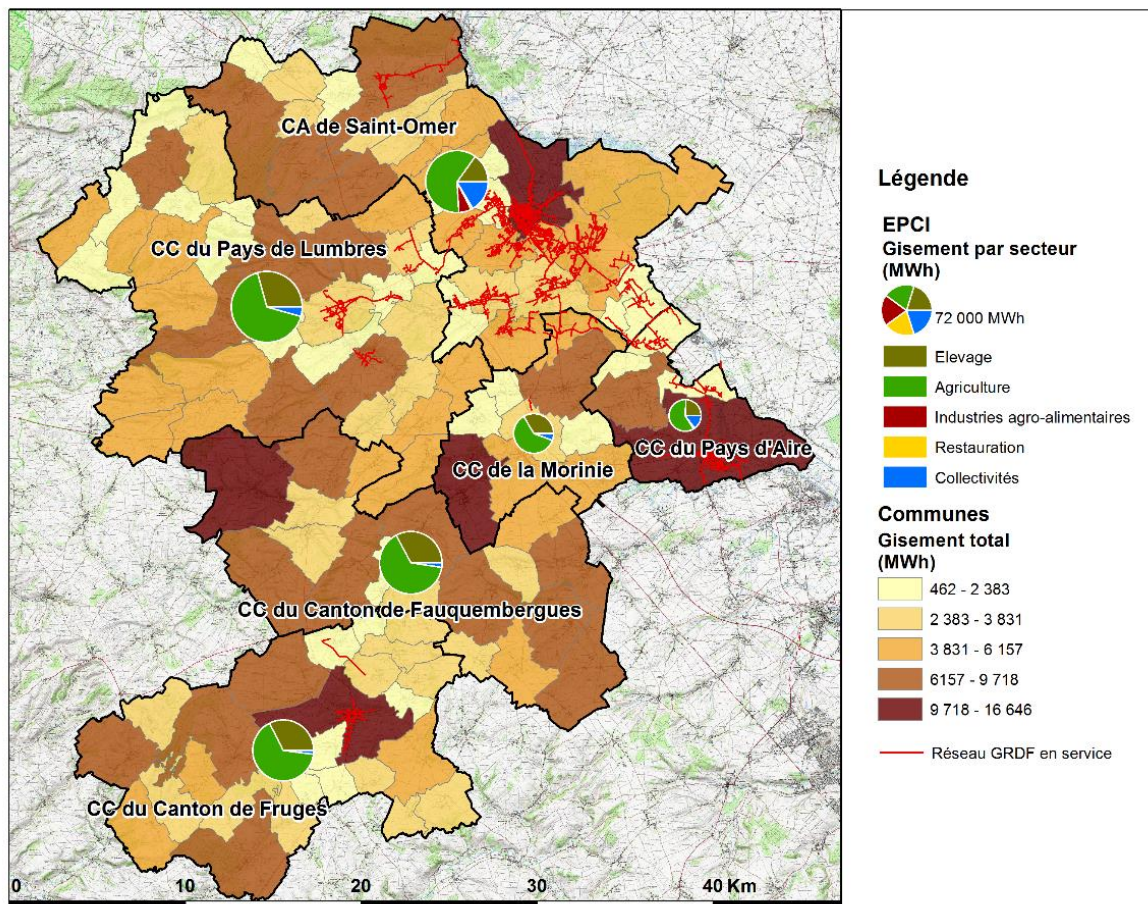 CA de Saint-Omer
CC du Pays de Lumbres
CC du Pays d'Aire
CC de la Morinie
CC du Canton de Fauquembergues
CC du Canton de Fruges
0 10 20 30 40 Km
Légende
EPCI
Gisement par secteur
(MWh)
72 000 MWh
Elevage
Agriculture
Industries agro-alimentaires
Restauration
Collectivités
Communes
Gisement total
(MWh)
462 - 2 383
2 383 - 3 831
3 831 - 6 157
6157 - 9 718
9 718 - 16 646
Réseau GRDF en service